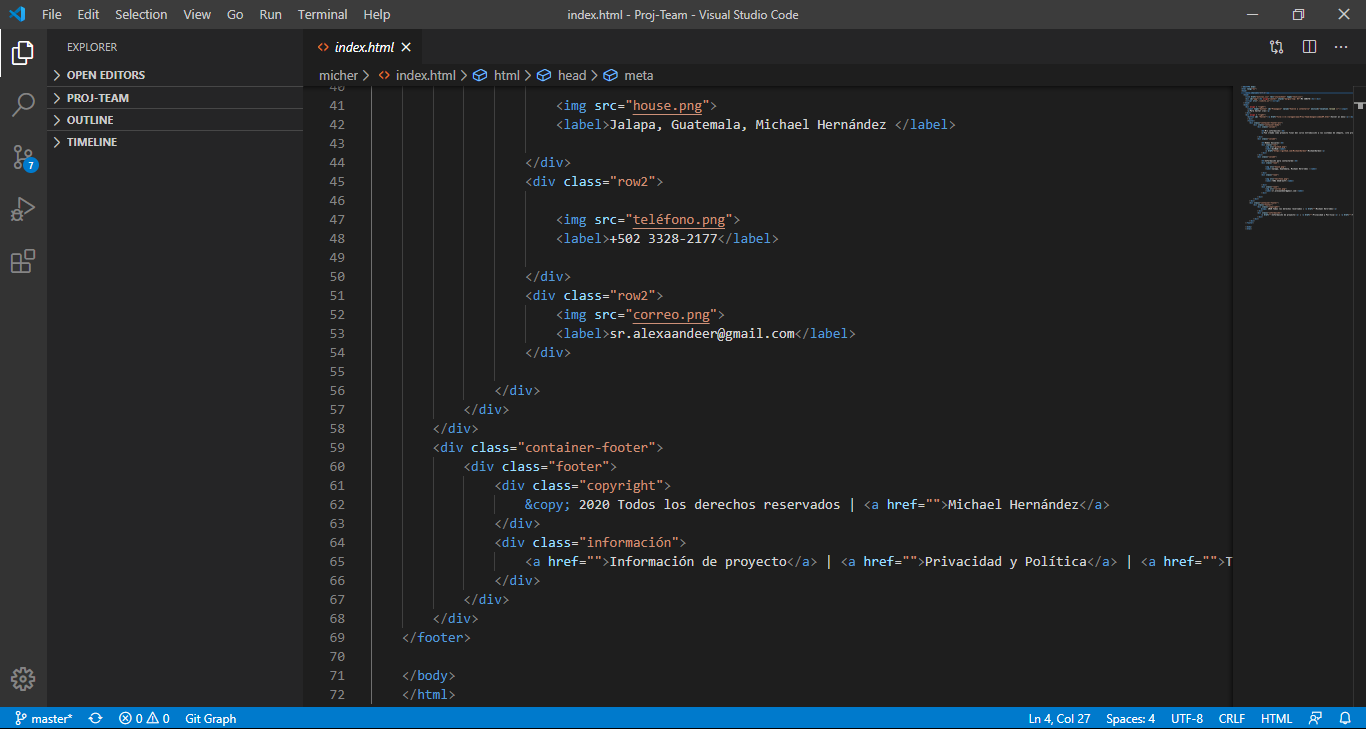 File Edit Selection View Go Run Terminal Help index.html - Proj-Team - Visual Studio Code
EXPLORER
OPEN EDITORS
PROJ-TEAM
OUTLINE
TIMELINE
7
<> index.html ×
micher > <> index.html > html > head > meta
40
41 <img src="house.png">
42 <label>Jalapa, Guatemala, Michael Hernández </label>
43
44 </div>
45 <div class="row2">
46
47 <img src="teléfono.png">
48 <label>+502 3328-2177</label>
49
50 </div>
51 <div class="row2">
52 <img src="correo.png">
53 <label>sr.alexaandeer@gmail.com</label>
54 </div>
55
56 </div>
57 </div>
58 </div>
59 <div class="container-footer">
60 <div class="footer">
61 <div class="copyright">
62 &copy; 2020 Todos los derechos reservados | <a href="">Michael Hernández</a>
63 </div>
64 <div class="información">
65 <a href="">Información de proyecto</a> | <a href="">Privacidad y Política</a> | <a href="">T
66 </div>
67 </div>
68 </div>
69 </footer>
70
71 </body>
72 </html>
master* 0 0 Git Graph Ln 4, Col 27 Spaces: 4 UTF-8 CRLF HTML